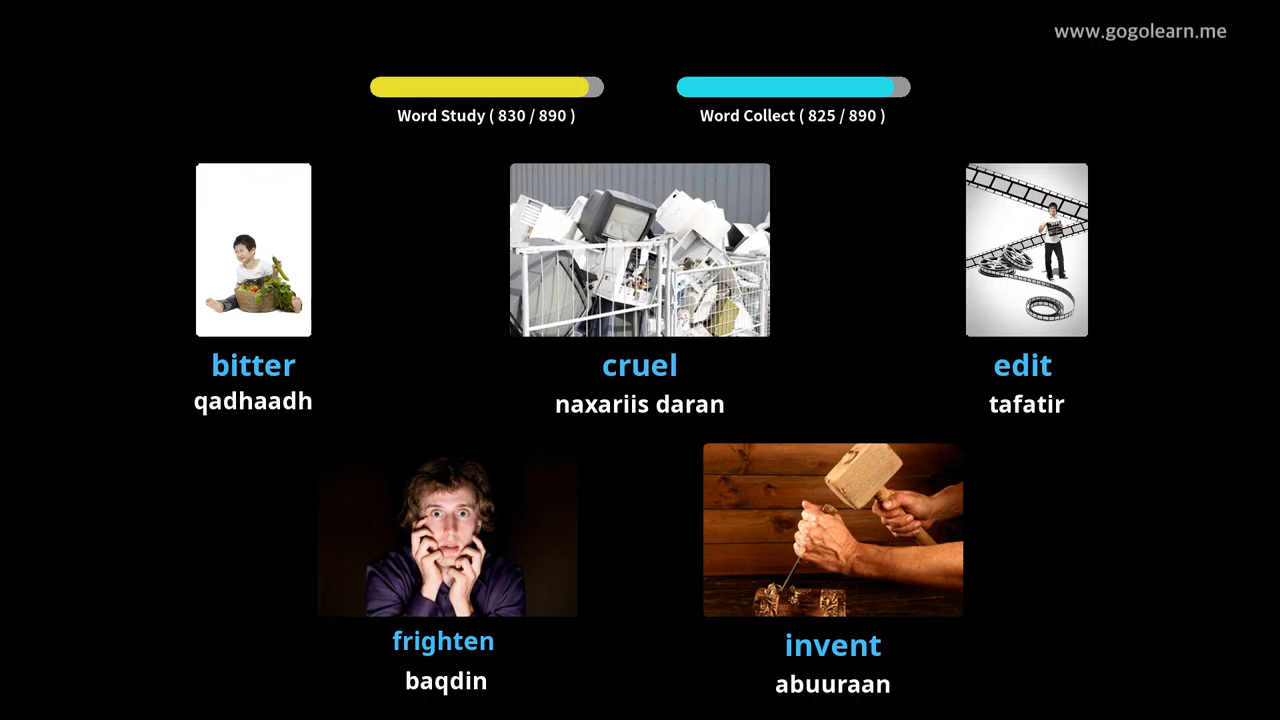 www.gogolearn.me
Word Study ( 830 / 890 )
Word Collect ( 825 / 890 )
bitter
qadhaadh
cruel
naxariis daran
edit
tafatir
frighten
baqdin
invent
abuuraan